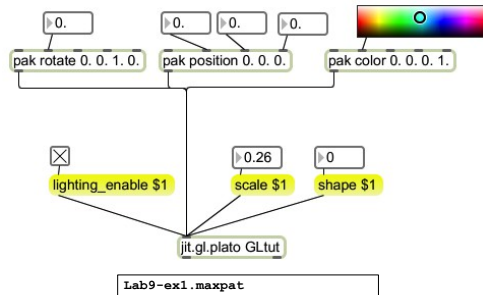 0.
0.
0.
0.
pak rotate 0. 0. 1. 0.
pak position 0. 0. 0.
pak color 0. 0. 0. 1.
0.26
0
lighting_enable $1
scale $1
shape $1
jit.gl.plato GLtut
Lab9-ex1.maxpat